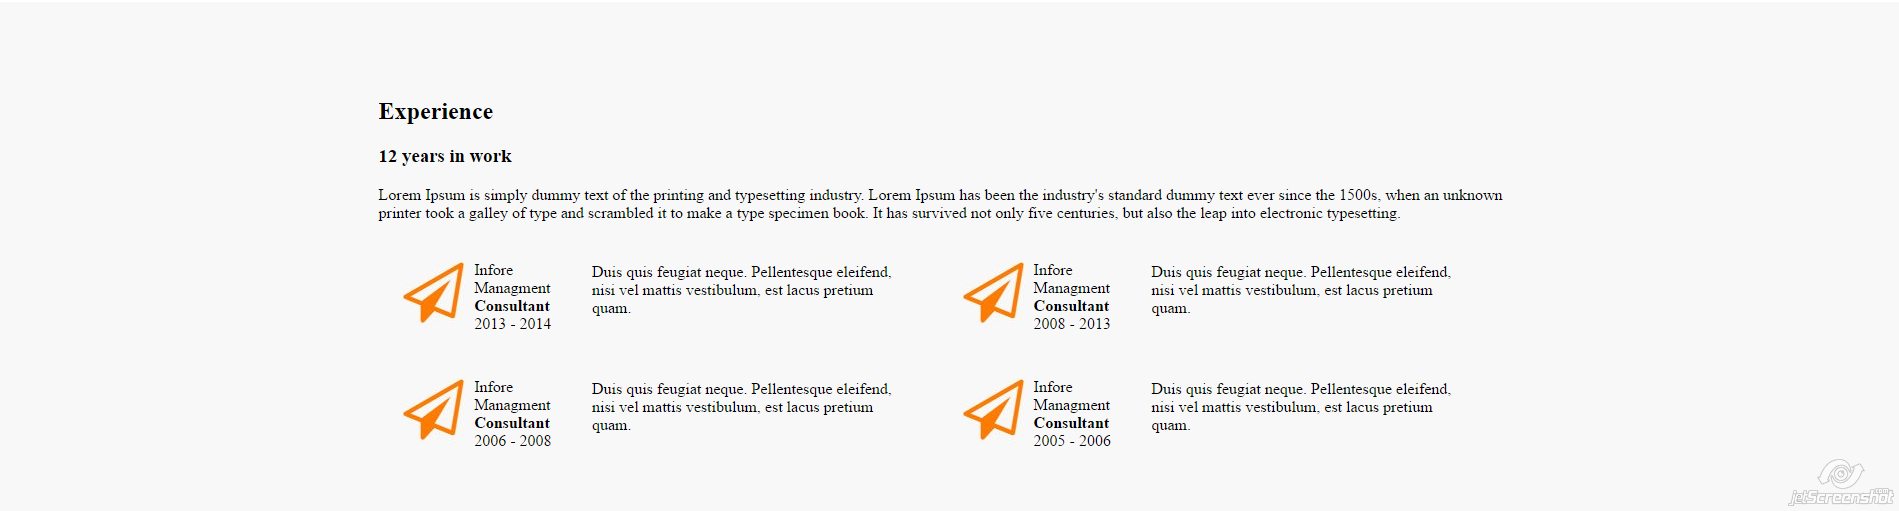 Experience
12 years in work
Lorem Ipsum is simply dummy text of the printing and typesetting industry. Lorem Ipsum has been the industry's standard dummy text ever since the 1500s, when an unknown
printer took a galley of type and scrambled it to make a type specimen book. It has survived not only five centuries, but also the leap into electronic typesetting.
Infore
Managment
Consultant
2013 - 2014
Duis quis feugiat neque. Pellentesque eleifend,
nisi vel mattis vestibulum, est lacus pretium
quam.
Infore
Managment
Consultant
2008 - 2013
Duis quis feugiat neque. Pellentesque eleifend,
nisi vel mattis vestibulum, est lacus pretium
quam.
Infore
Managment
Consultant
2006 - 2008
Duis quis feugiat neque. Pellentesque eleifend,
nisi vel mattis vestibulum, est lacus pretium
quam.
Infore
Managment
Consultant
2005 - 2006
Duis quis feugiat neque. Pellentesque eleifend,
nisi vel mattis vestibulum, est lacus pretium
quam.
jetScreenshot.com